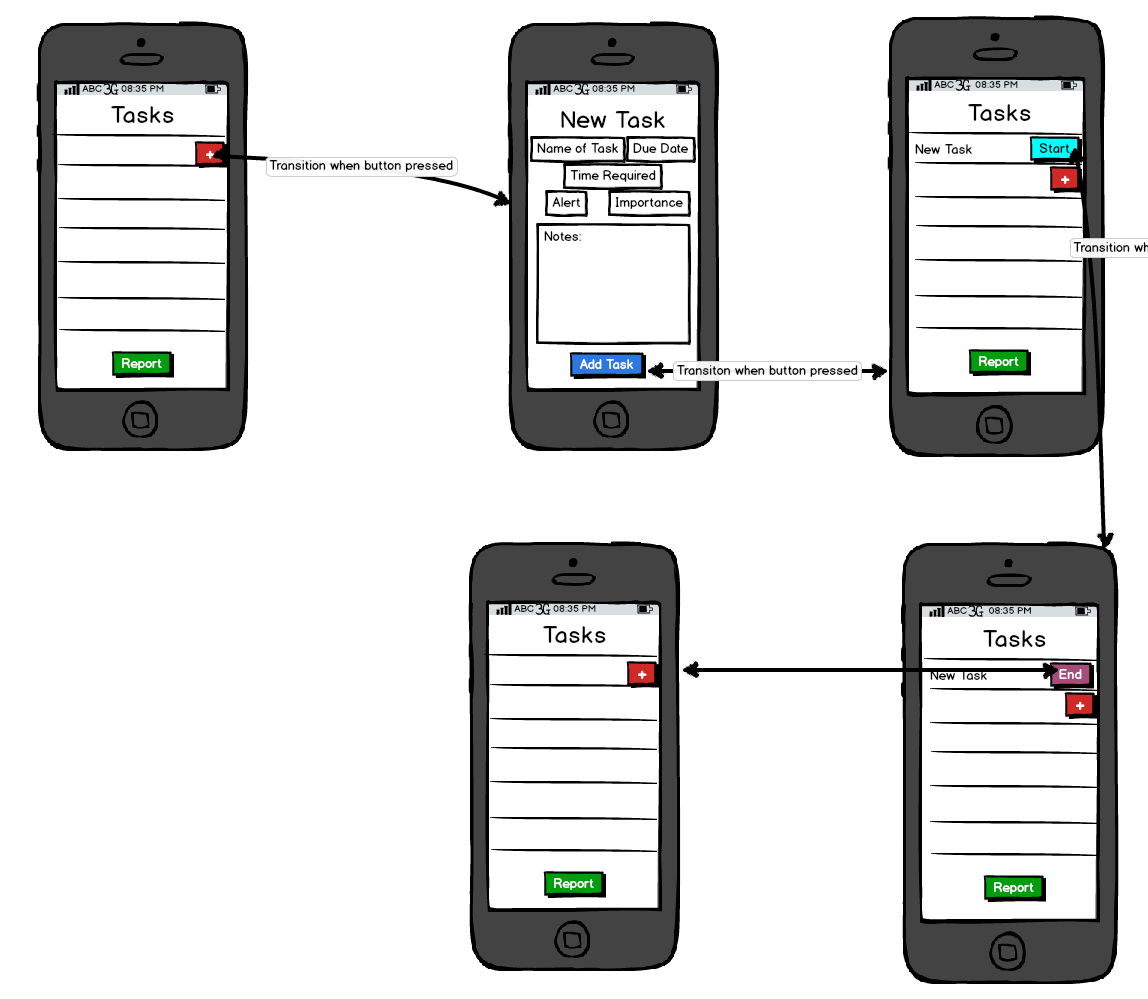 ABC 3G 08:35 PM
Tasks
+
Transition when button pressed
Report
ABC 3G 08:35 PM
New Task
Name of Task Due Date
Time Required
Alert Importance
Notes:
Add Task
Transiton when button pressed
ABC 3G 08:35 PM
Tasks
New Task Start
+
Transition wh
Report
ABC 3G 08:35 PM
Tasks
+
Report
ABC 3G 08:35 PM
Tasks
New Task End
+
Report